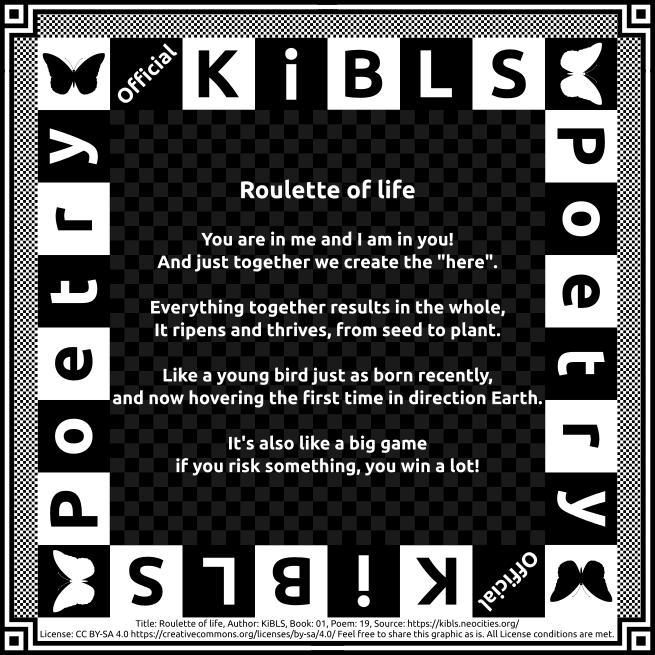 Official KiBLS
Poetry
Poetry
Roulette of life
You are in me and I am in you!
And just together we create the "here".
Everything together results in the whole,
It ripens and thrives, from seed to plant.
Like a young bird just as born recently,
and now hovering the first time in direction Earth.
It's also like a big game
if you risk something, you win a lot!
Official KiBLS
Title: Roulette of life, Author: KiBLS, Book: 01, Poem: 19, Source: https://kibls.neocities.org/
License: CC BY-SA 4.0 https://creativecommons.org/licenses/by-sa/4.0/ Feel free to share this graphic as is. All License conditions are met.